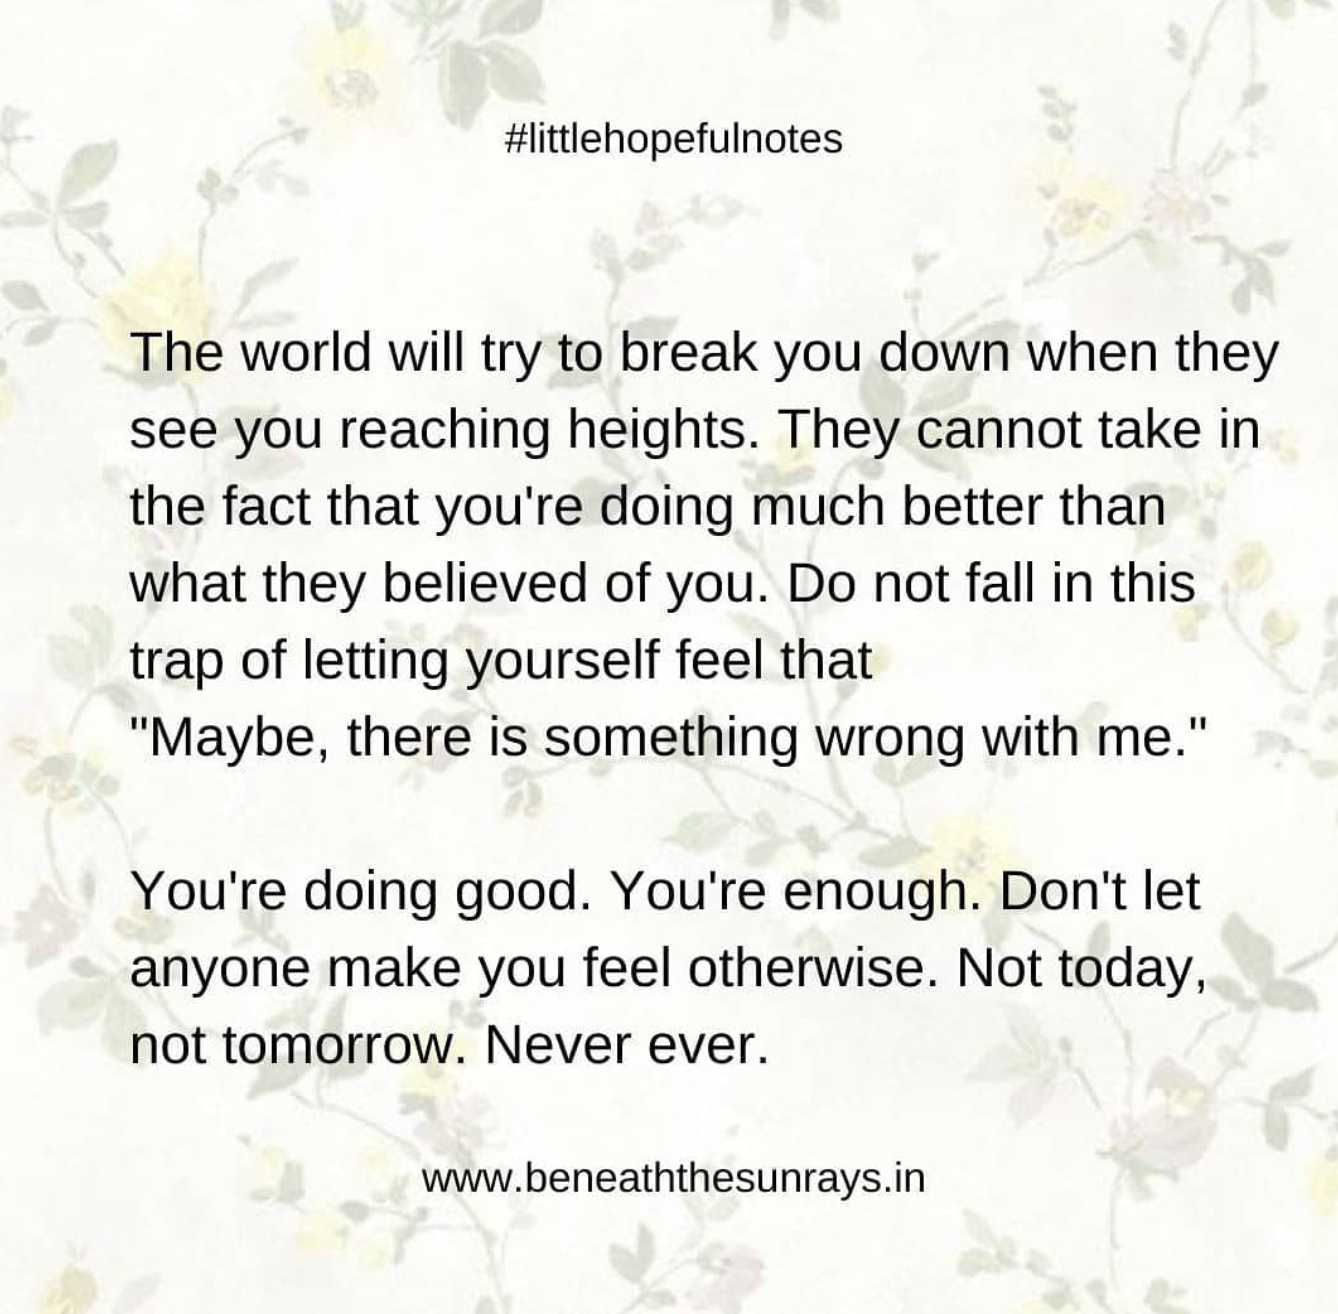 #littlehopefulnotes
The world will try to break you down when they
see you reaching heights. They cannot take in
the fact that you're doing much better than
what they believed of you. Do not fall in this
trap of letting yourself feel that
"Maybe, there is something wrong with me."
You're doing good. You're enough. Don't let
anyone make you feel otherwise. Not today,
not tomorrow. Never ever.
www.beneaththesunrays.in